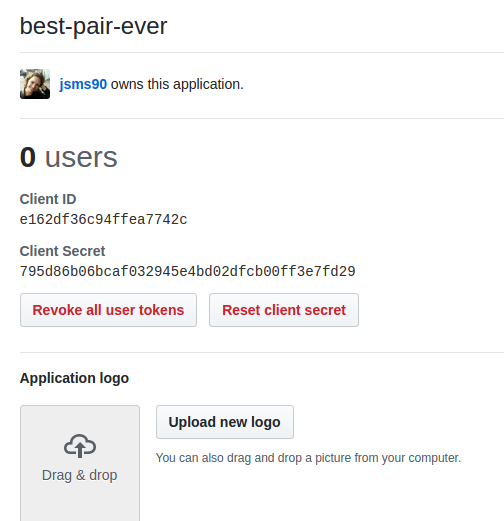 best-pair-ever
jsms90 owns this application.
0 users
Client ID
e162df36c94ffea7742c
Client Secret
795d86b06bcaf032945e4bd02dfcb00ff3e7fd29
Revoke all user tokens Reset client secret
Application logo
Upload new logo
You can also drag and drop a picture from your computer.
Drag & drop